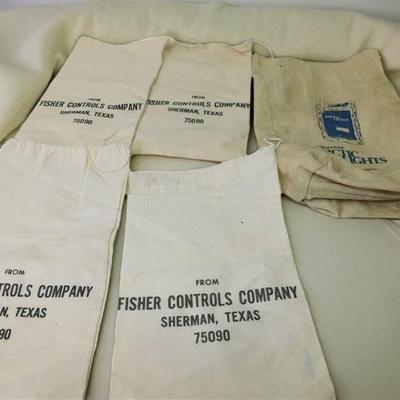 FROM
FISHER CONTROLS COMPANY
SHERMAN, TEXAS
75090
FROM
FISHER CONTROLS COMPANY
SHERMAN, TEXAS
75090
FROM
TROLS COMPANY
N, TEXAS
90
FROM
FISHER CONTROLS COMPANY
SHERMAN, TEXAS
75090